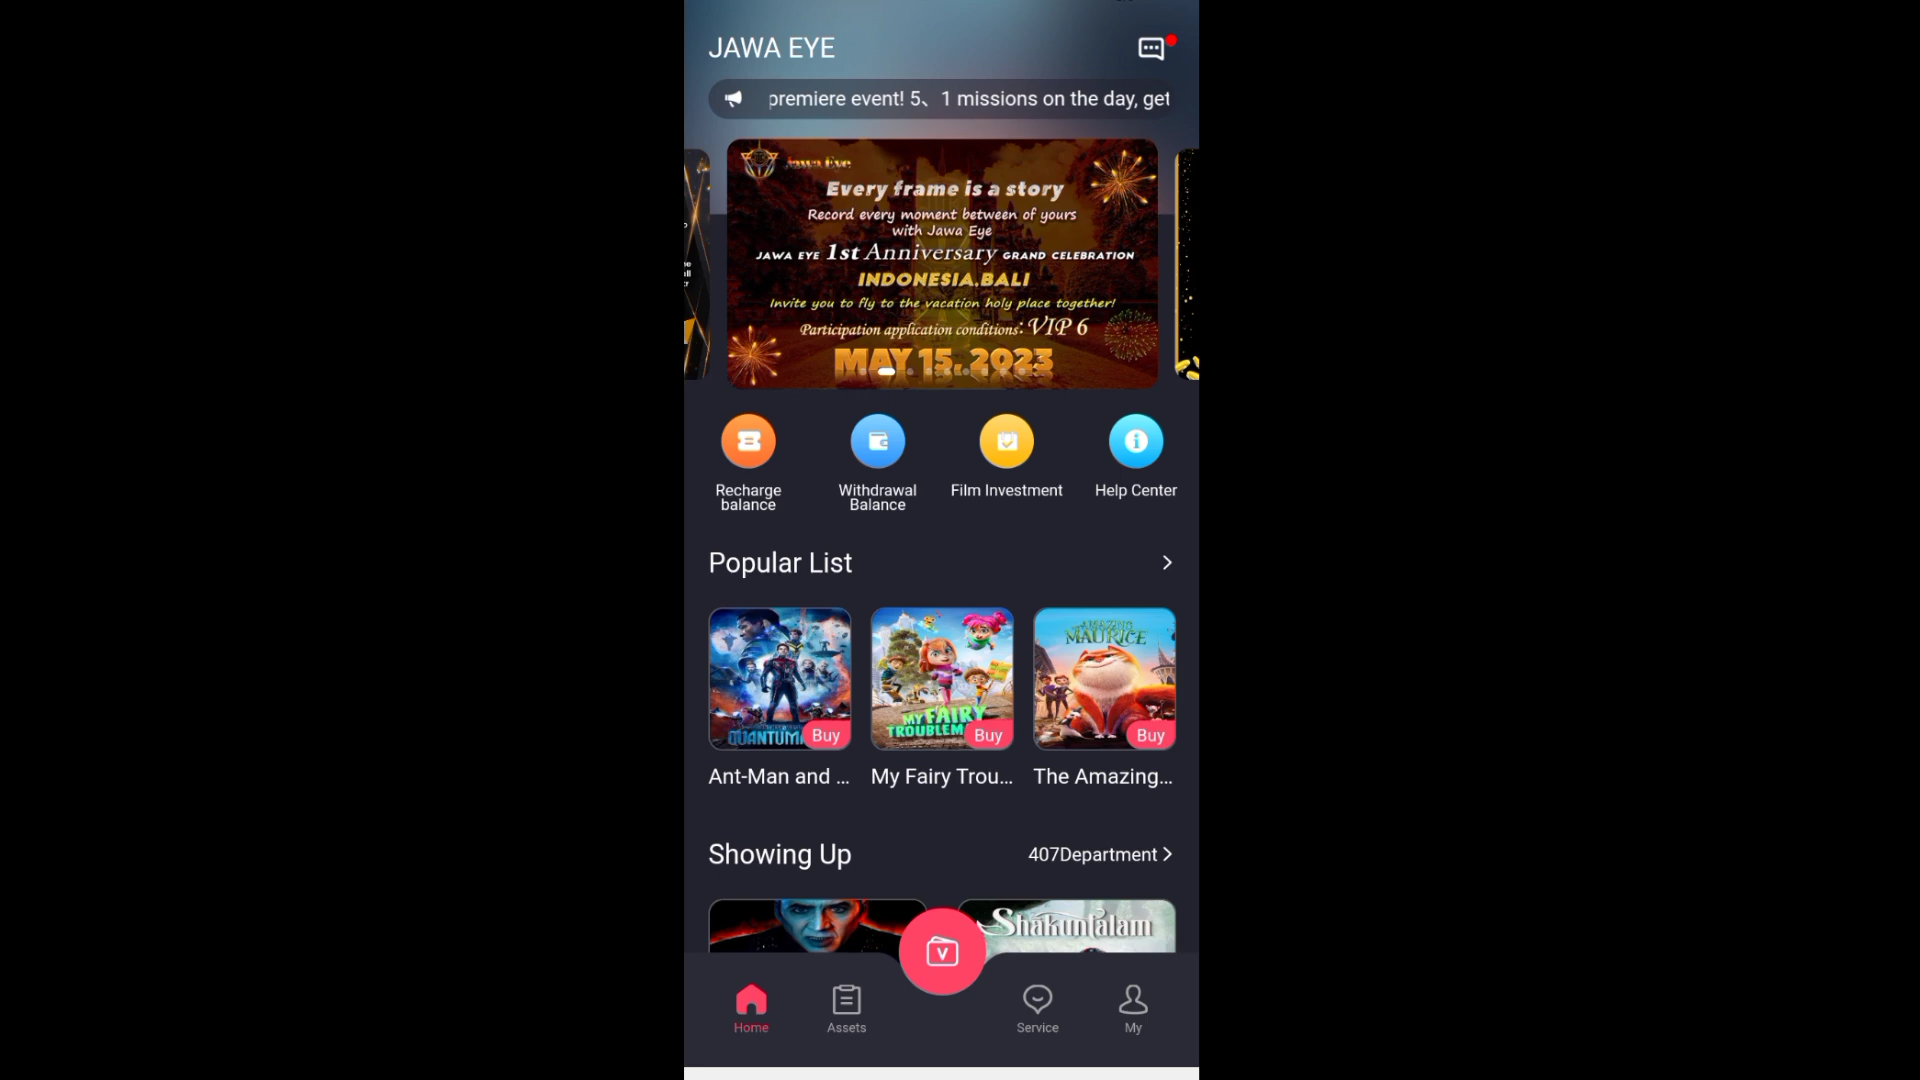 JAWA EYE
premiere event! 5、1 missions on the day, get
Jawa Eye
Every frame is a story
Record every moment between of yours
with Jawa Eye
JAWA EYE 1st Anniversary GRAND CELEBRATION
INDONESIA.BALI
Invite you to fly to the vacation holy place together!
Participation application conditions: VIP 6
MAY 15, 2023
Recharge
balance
Withdrawal
Balance
Film Investment
Help Center
Popular List
Buy
MY FAIRY
Buy
THE AMAZING
MAURICE
Buy
Ant-Man and ...
My Fairy Trou...
The Amazing...
Showing Up
407Department
Shakuntalam
V
Home
Assets
Service
My